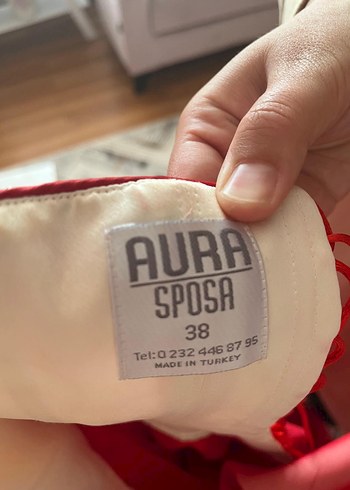 AURA
SPOSA
38
Tel: 0 232 446 87 95
MADE IN TURKEY